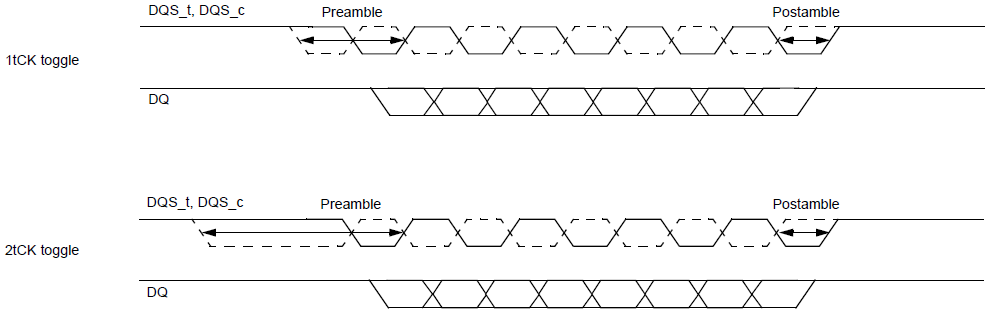 DQS_t, DQS_c
Preamble
Postamble
1tCK toggle
DQ
DQS_t, DQS_c
Preamble
Postamble
2tCK toggle
DQ